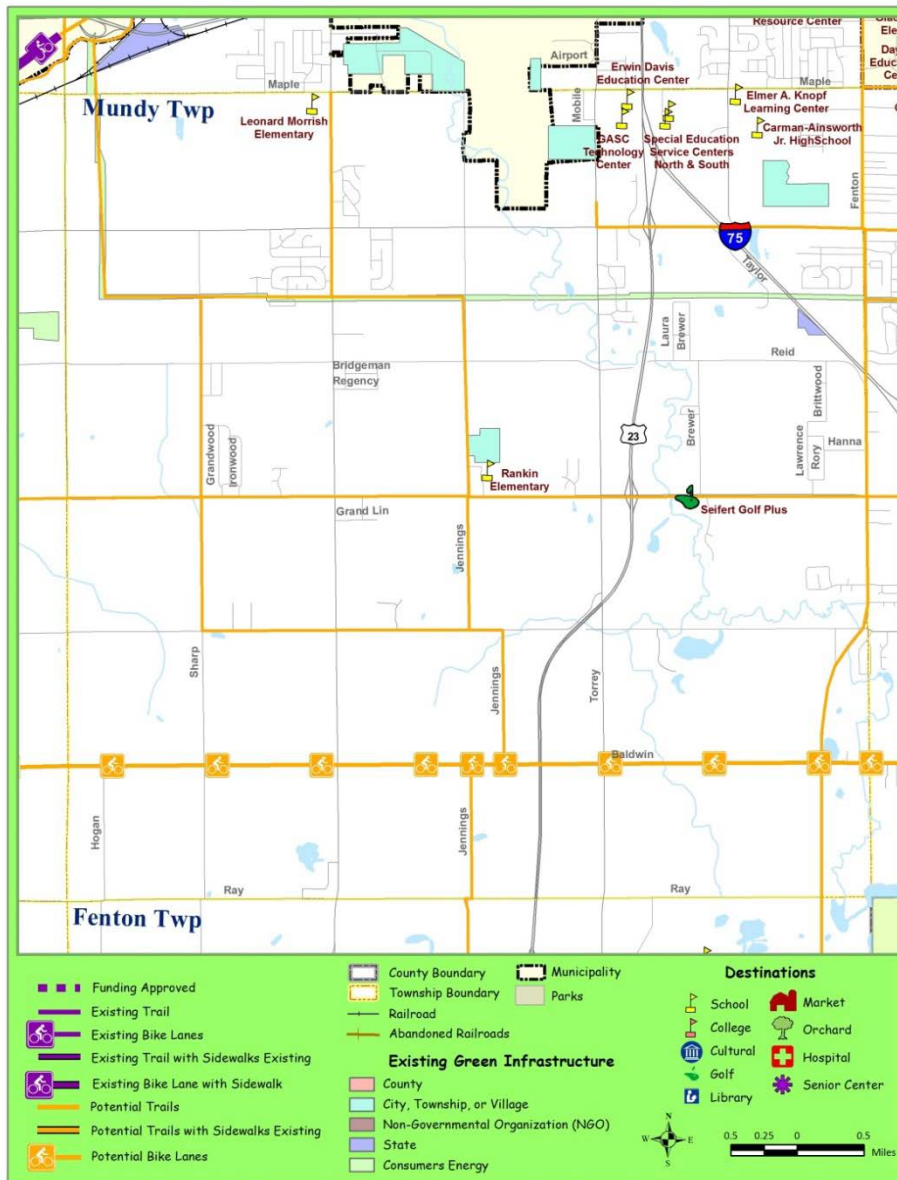 Resource Center
Airport
Erwin Davis
Education Center
Maple
Maple
Mundy Twp
Leonard Morrish
Elementary
Mobile
Elmer A. Knopf
Learning Center
GASC
Technology
Center
Special Education
Service Centers
North & South
Carman-Ainsworth
Jr. HighSchool
Fenton
75
Taylor
Laura
Brewer
Reid
Bridgeman
Regency
Brittwood
Grandwood
Ironwood
23
Brewer
Lawrence
Rory
Hanna
Rankin
Elementary
Grand Lin
Seifert Golf Plus
Jennings
Sharp
Jennings
Torrey
Baldwin
Hogan
Jennings
Ray
Ray
Fenton Twp
Funding Approved
Existing Trail
Existing Bike Lanes
Existing Trail with Sidewalks Existing
Existing Bike Lane with Sidewalk
Potential Trails
Potential Trails with Sidewalks Existing
Potential Bike Lanes
County Boundary
Township Boundary
Railroad
Abandoned Railroads
Municipality
Parks
Existing Green Infrastructure
County
City, Township, or Village
Non-Governmental Organization (NGO)
State
Consumers Energy
Destinations
School
College
Cultural
Golf
Library
Market
Orchard
Hospital
Senior Center
N
W E
S
0.5 0.25 0 0.5
Miles